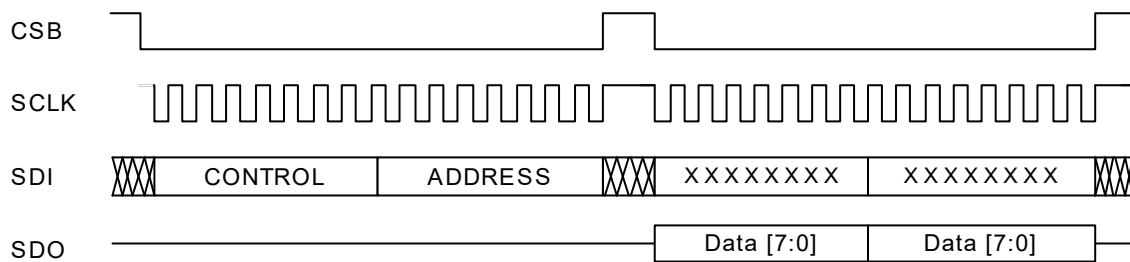 CSB
SCLK
SDI CONTROL ADDRESS XXXXXXXX XXXXXXXX
SDO Data [7:0] Data [7:0]